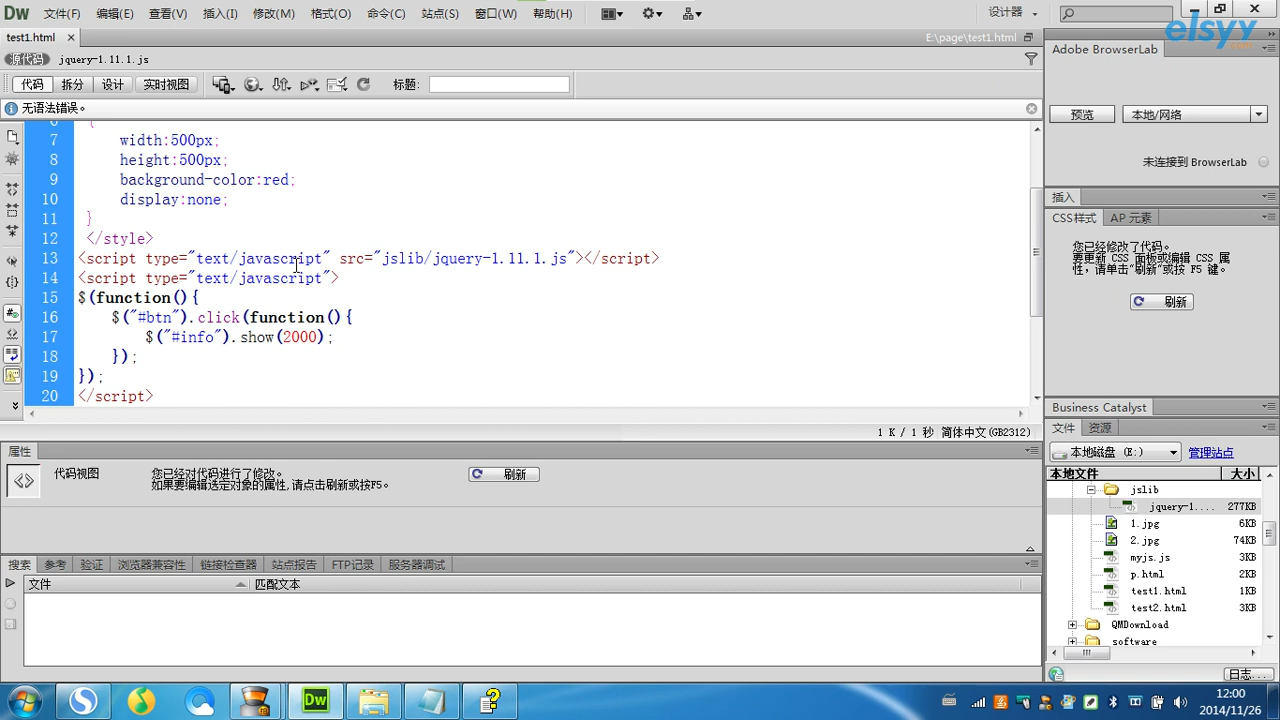 Dw 文件(F) 编辑(E) 查看(V) 插入(I) 修改(M) 格式(O) 命令(C) 站点(S) 窗口(W) 帮助(H) 设计器
elsyy
test1.html × E:\page\test1.html
源代码 jquery-1.11.1.js
代码 拆分 设计 实时视图 标题:
无语法错误。
{
7 width:500px;
8 height:500px;
9 background-color:red;
10 display:none;
11 }
12 </style>
13 <script type="text/javascript" src="jslib/jquery-1.11.1.js"></script>
14 <script type="text/javascript">
15 $(function(){
16 $("#btn").click(function(){
17 $("#info").show(2000);
18 });
19 });
20 </script>
1 K / 1 秒 简体中文(GB2312)
属性
代码视图
您已经对代码进行了修改。
如果要编辑选定对象的属性,请点击刷新或按F5。
刷新
搜索 参考 验证 浏览器兼容性 链接检查器 站点报告 FTP记录 服务器调试
文件 匹配文本
Adobe BrowserLab
预览 本地/网络
未连接到 BrowserLab
插入
CSS样式 AP 元素
您已经修改了代码。
要更新 CSS 面板或编辑 CSS 属
性，请单击“刷新”或按 F5 键。
刷新
Business Catalyst
文件 资源
本地磁盘 (E:) 管理站点
本地文件 大小
jslib
jquery-1.... 277KB
1.jpg 6KB
2.jpg 74KB
myjs.js 3KB
p.html 2KB
test1.html 1KB
test2.html 3KB
QMDownload
software
日志...
Dw
12:00
2014/11/26